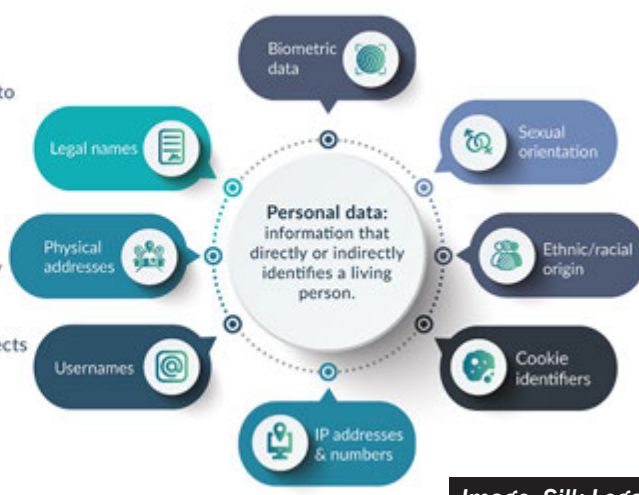 Biometric
data
to
Legal names
Sexual
orientation
Personal data:
information that
directly or indirectly
identifies a living
person.
Physical
addresses
Ethnic/racial
origin
Usernames
Cookie
identifiers
IP addresses
& numbers